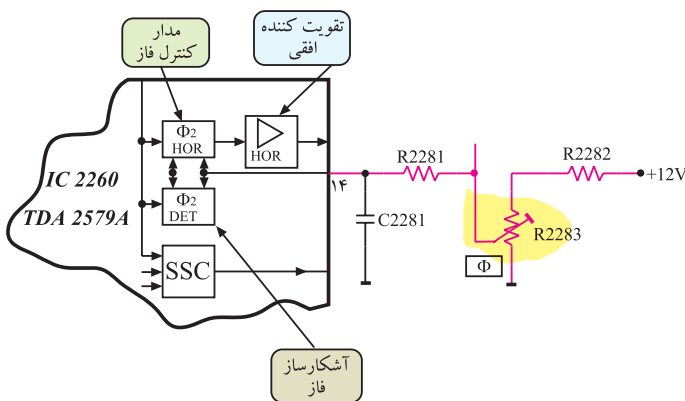 مدار
کنترل فاز
تقویت کننده
افقی
Φ2
HOR
HOR
IC 2260
TDA 2579A
Φ2
DET
SSC
۱۴
R2281
C2281
R2282
+12V
R2283
Φ
آشکارساز
فاز